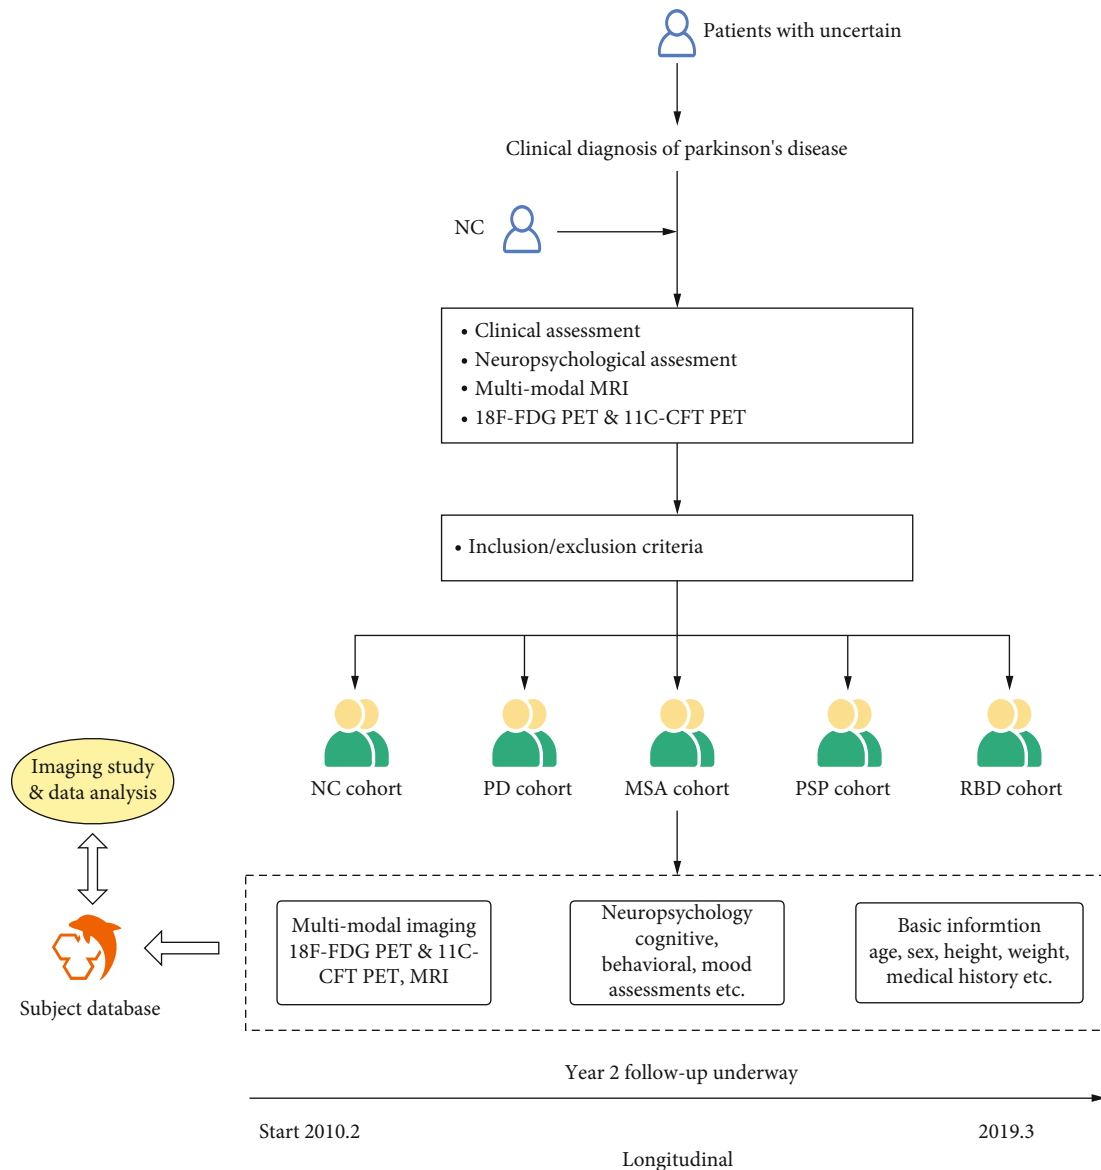 Patients with uncertain
Clinical diagnosis of parkinson's disease
NC
• Clinical assessment
• Neuropsychological assesment
• Multi-modal MRI
• 18F-FDG PET & 11C-CFT PET
• Inclusion/exclusion criteria
NC cohort
PD cohort
MSA cohort
PSP cohort
RBD cohort
Imaging study
& data analysis
Subject database
Multi-modal imaging
18F-FDG PET & 11C-
CFT PET, MRI
Neuropsychology
cognitive,
behavioral, mood
assessments etc.
Basic informtion
age, sex, height, weight,
medical history etc.
Year 2 follow-up underway
Start 2010.2
2019.3
Longitudinal